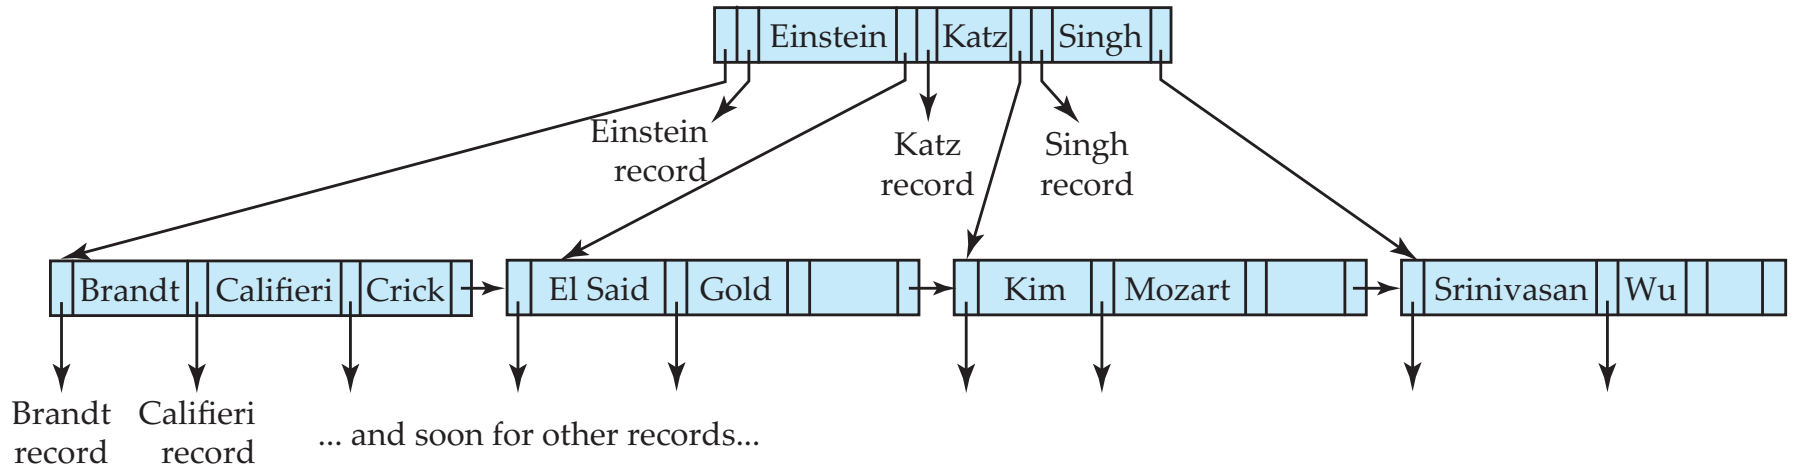 Einstein Katz Singh
Einstein record
Katz record
Singh record
Brandt Califieri Crick El Said Gold Kim Mozart Srinivasan Wu
Brandt record
Califieri record
... and soon for other records...